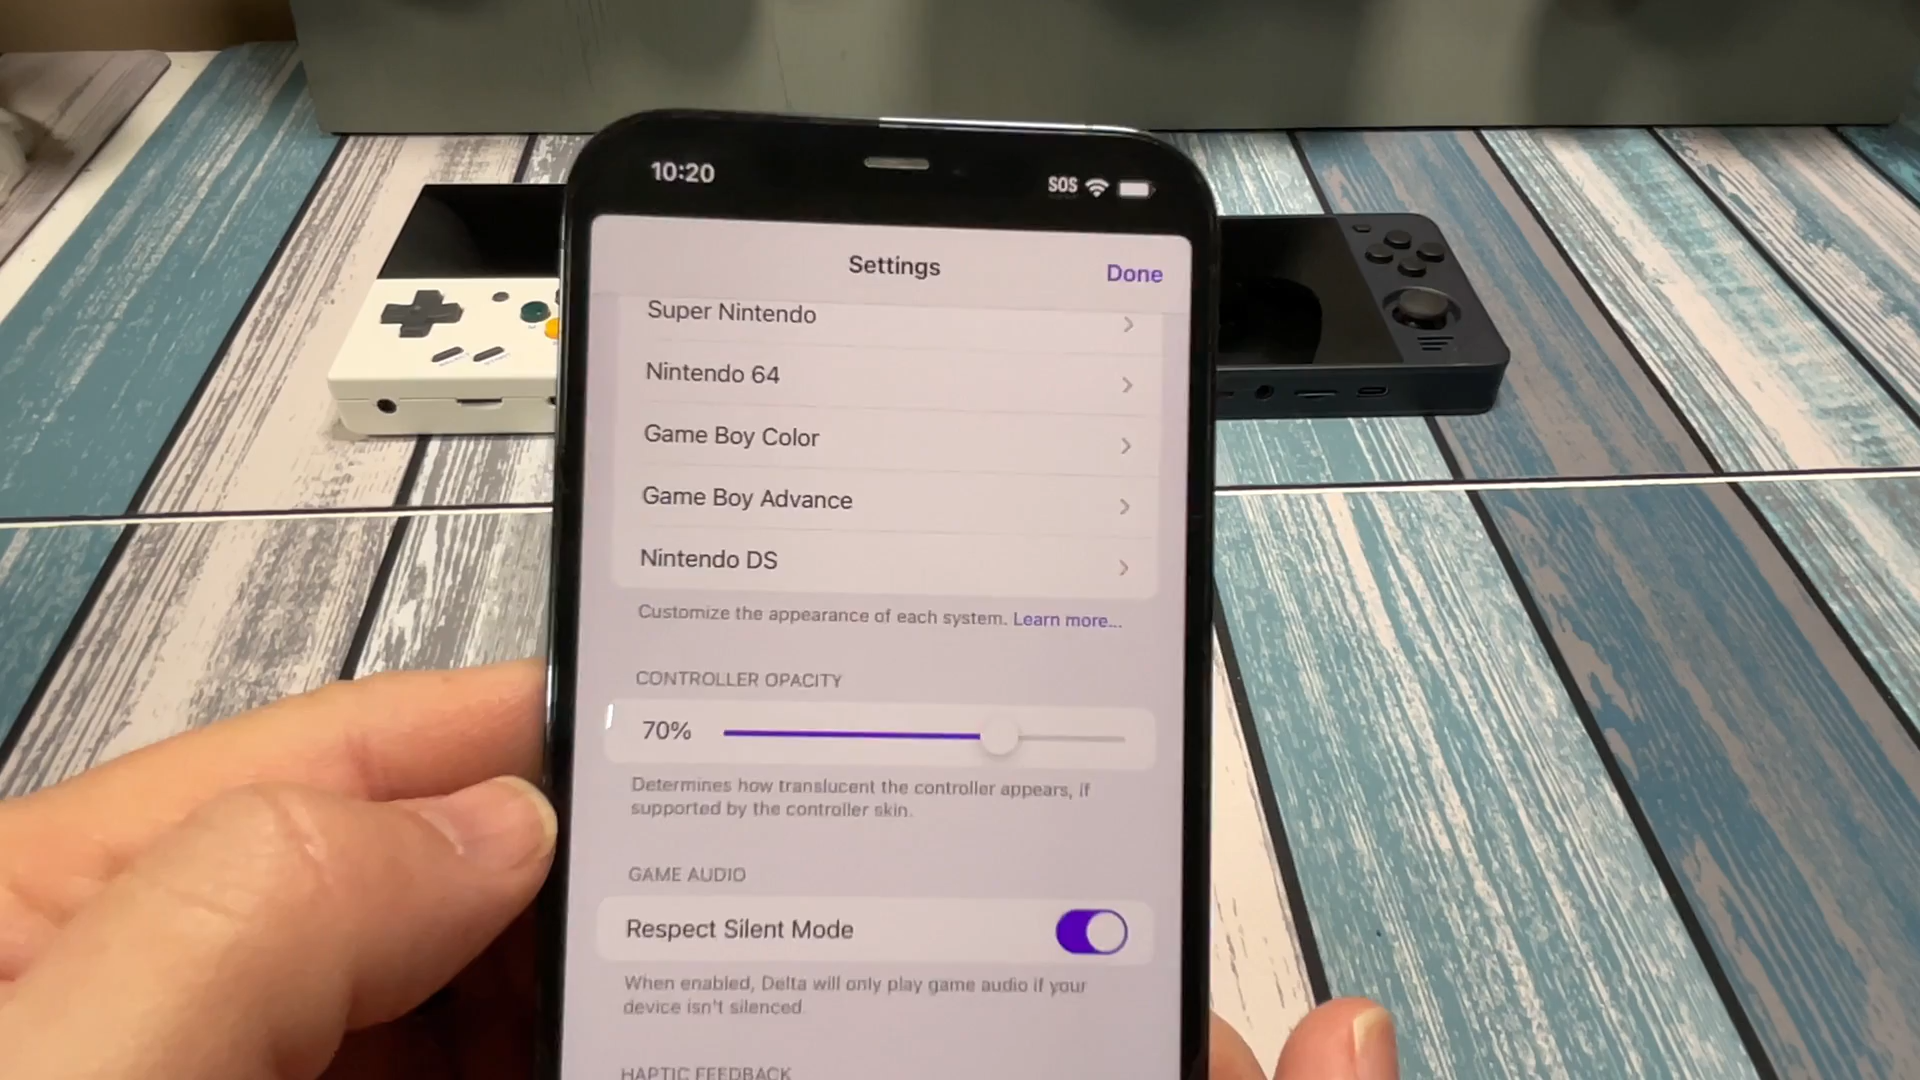 10:20
SOS
Settings
Done
Super Nintendo
Nintendo 64
Game Boy Color
Game Boy Advance
Nintendo DS
Customize the appearance of each system. Learn more...
CONTROLLER OPACITY
70%
Determines how translucent the controller appears, if
supported by the controller skin.
GAME AUDIO
Respect Silent Mode
When enabled, Delta will only play game audio if your
device isn't silenced.
HAPTIC FEEDBACK